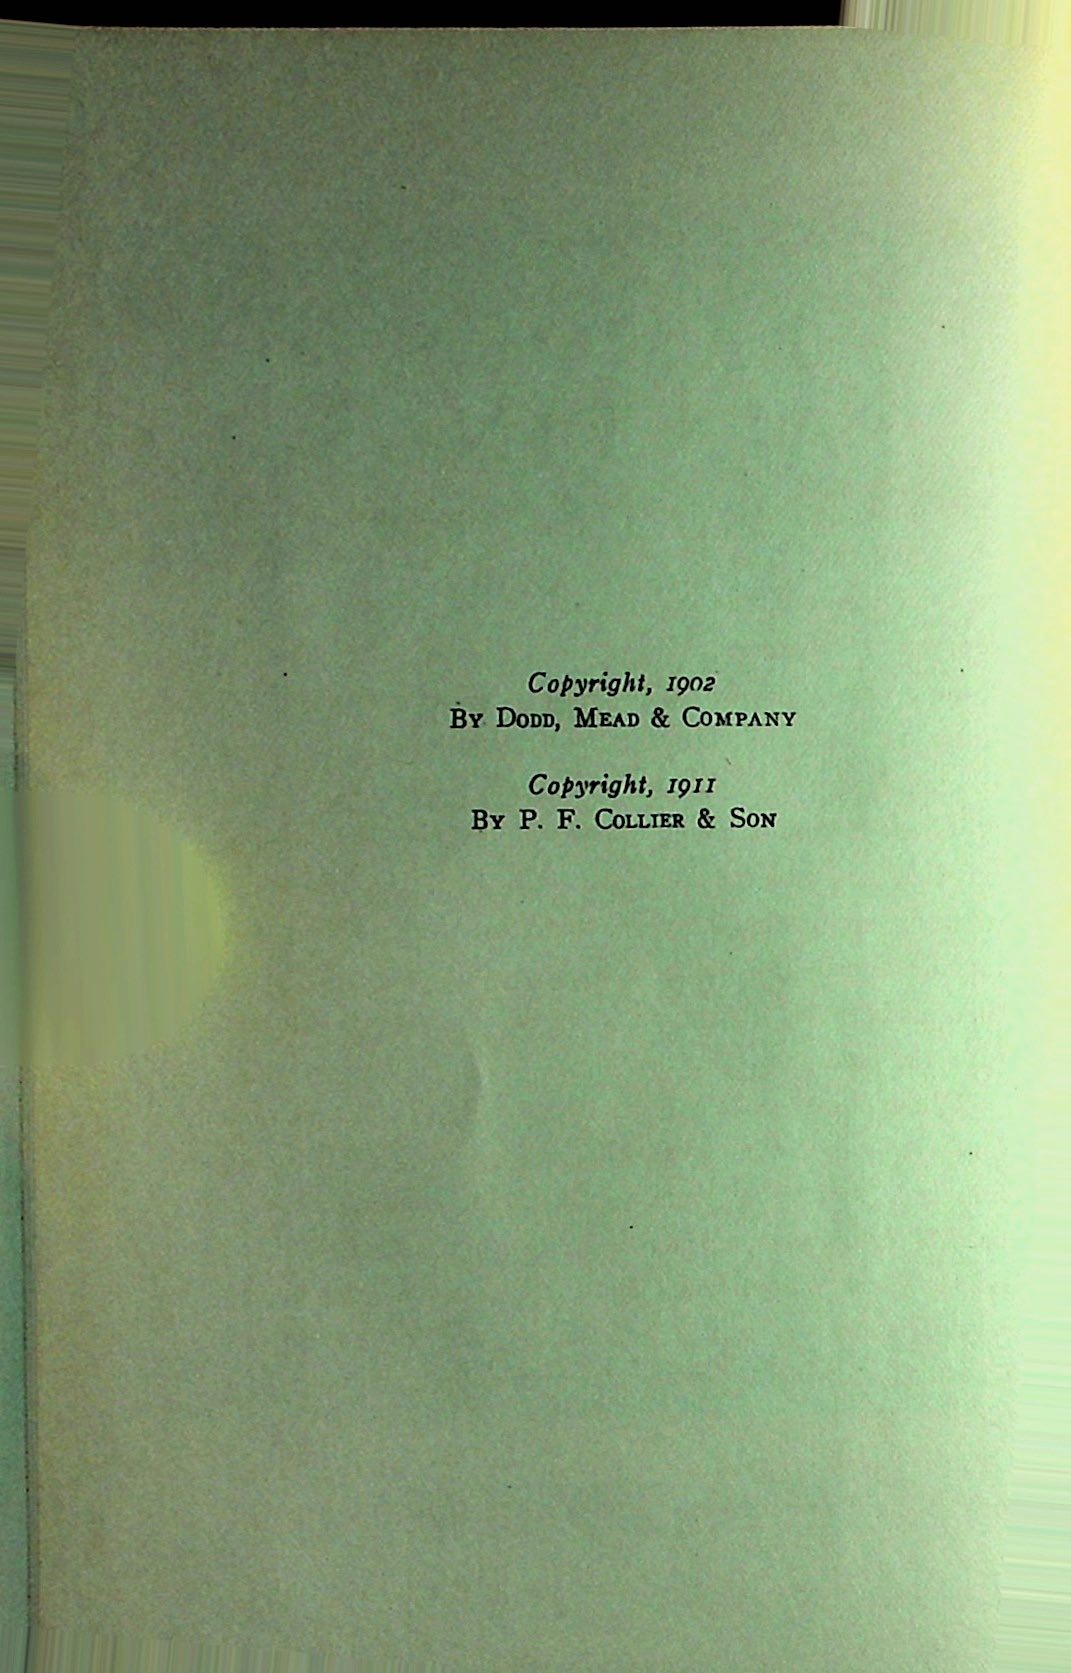 Copyright, 1902
By Dodd, Mead & Company
Copyright, 1911
By P. F. Collier & Son